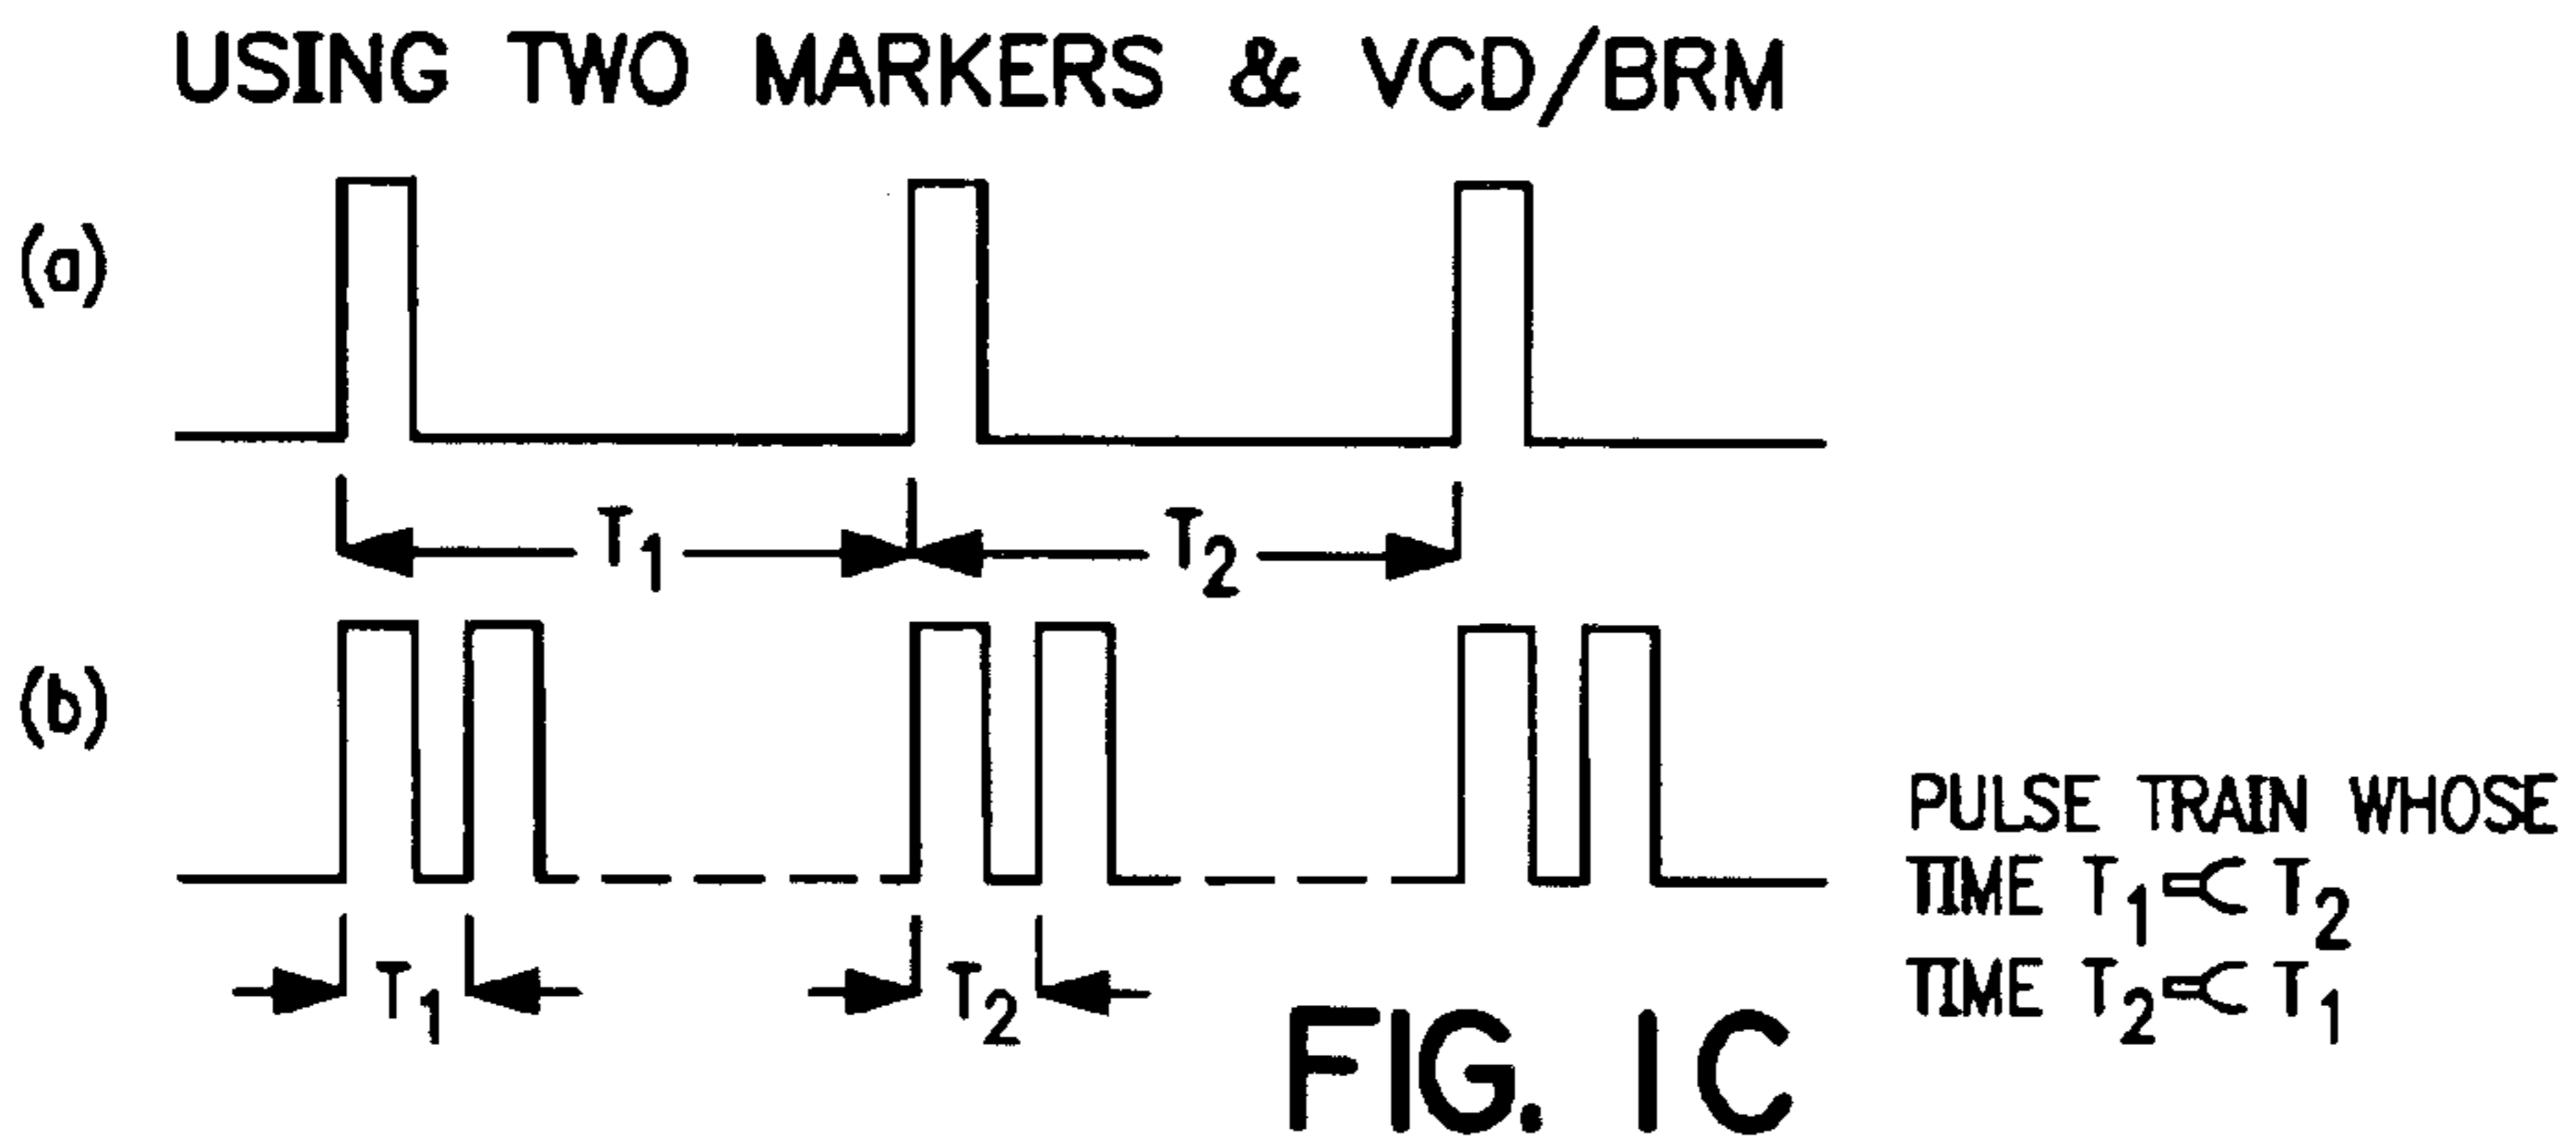 USING TWO MARKERS & VCD/BRM
(a)
T1 T2
(b)
PULSE TRAIN WHOSE
TIME T1 ∝ T2
TIME T2 ∝ T1
T1 T2
FIG. 1C